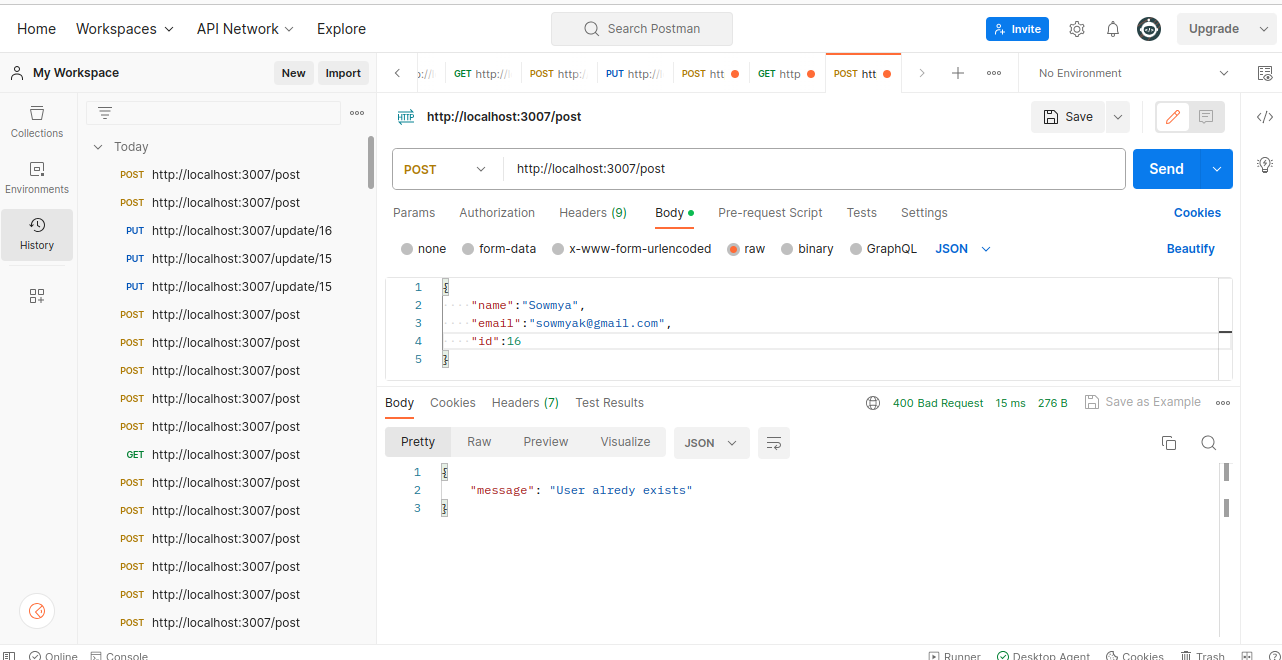 Home Workspaces API Network Explore Search Postman Invite Upgrade
My Workspace New Import GET http://l POST http:/ PUT http:// POST htt GET http POST htt No Environment
Collections
Environments
History
Today
POST http://localhost:3007/post
POST http://localhost:3007/post
PUT http://localhost:3007/update/16
PUT http://localhost:3007/update/15
PUT http://localhost:3007/update/15
POST http://localhost:3007/post
POST http://localhost:3007/post
POST http://localhost:3007/post
POST http://localhost:3007/post
POST http://localhost:3007/post
GET http://localhost:3007/post
POST http://localhost:3007/post
POST http://localhost:3007/post
POST http://localhost:3007/post
POST http://localhost:3007/post
POST http://localhost:3007/post
POST http://localhost:3007/post
HTTP http://localhost:3007/post Save
POST http://localhost:3007/post Send
Params Authorization Headers (9) Body Pre-request Script Tests Settings Cookies
none form-data x-www-form-urlencoded raw binary GraphQL JSON Beautify
1 {
2 "name":"Sowmya",
3 "email":"sowmyak@gmail.com",
4 "id":16
5 }
Body Cookies Headers (7) Test Results 400 Bad Request 15 ms 276 B Save as Example
Pretty Raw Preview Visualize JSON
1 {
2 "message": "User alredy exists"
3 }
Online Console Runner Desktop Agent Cookies Trash